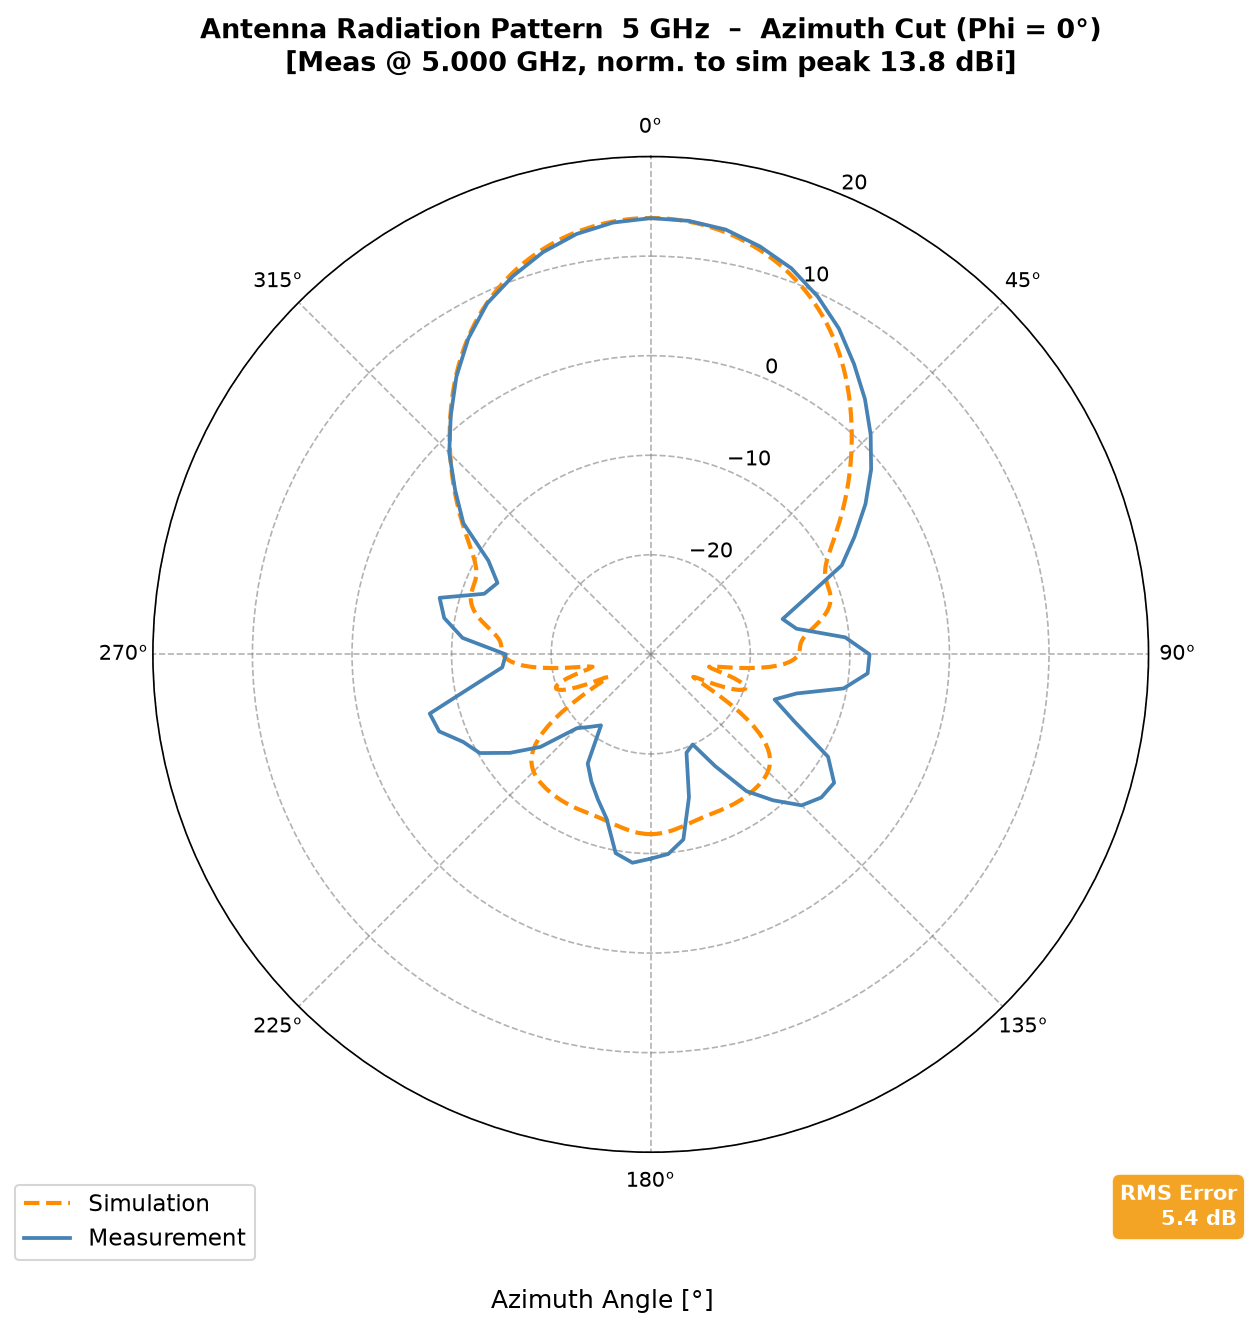 Antenna Radiation Pattern  5 GHz  –  Azimuth Cut (Phi = 0°)
[Meas @ 5.000 GHz, norm. to sim peak 13.8 dBi]
0°
20
315°
10
45°
0
−10
−20
270°
90°
225°
135°
180°
Simulation
Measurement
RMS Error
5.4 dB
Azimuth Angle [°]